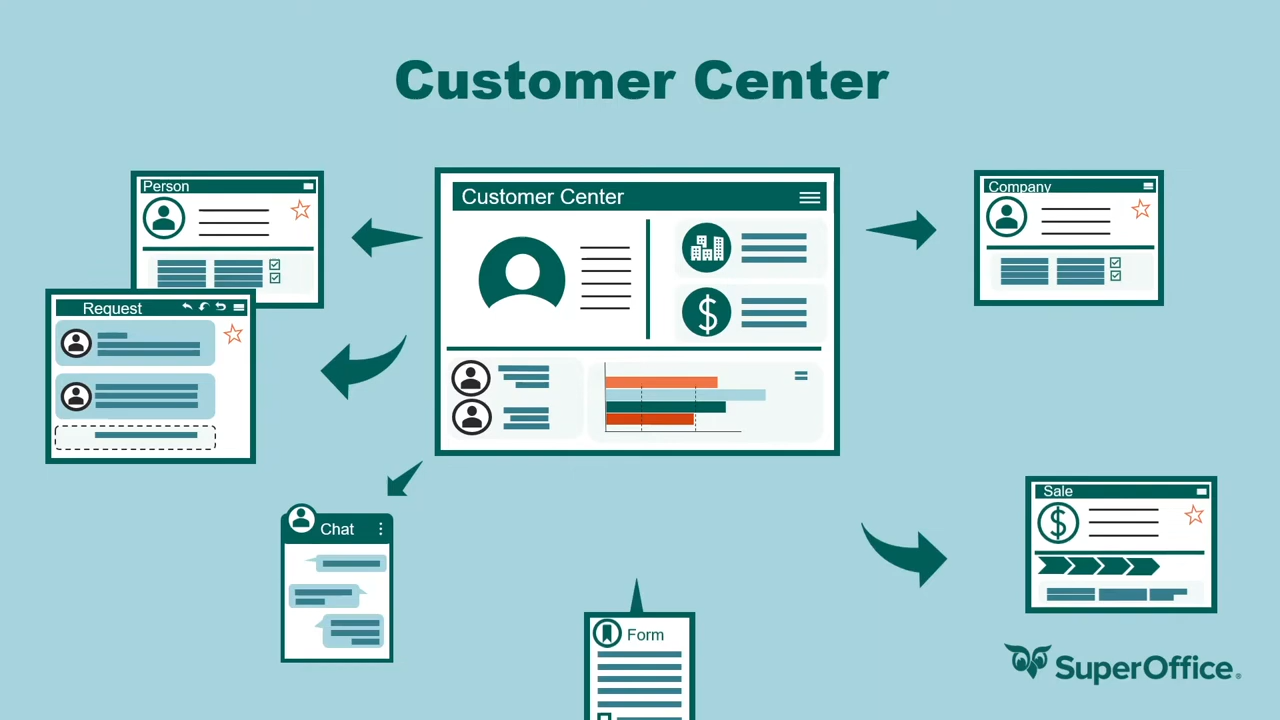 Customer Center
Person
Customer Center
Company
Request
Chat
Sale
Form
SuperOffice.